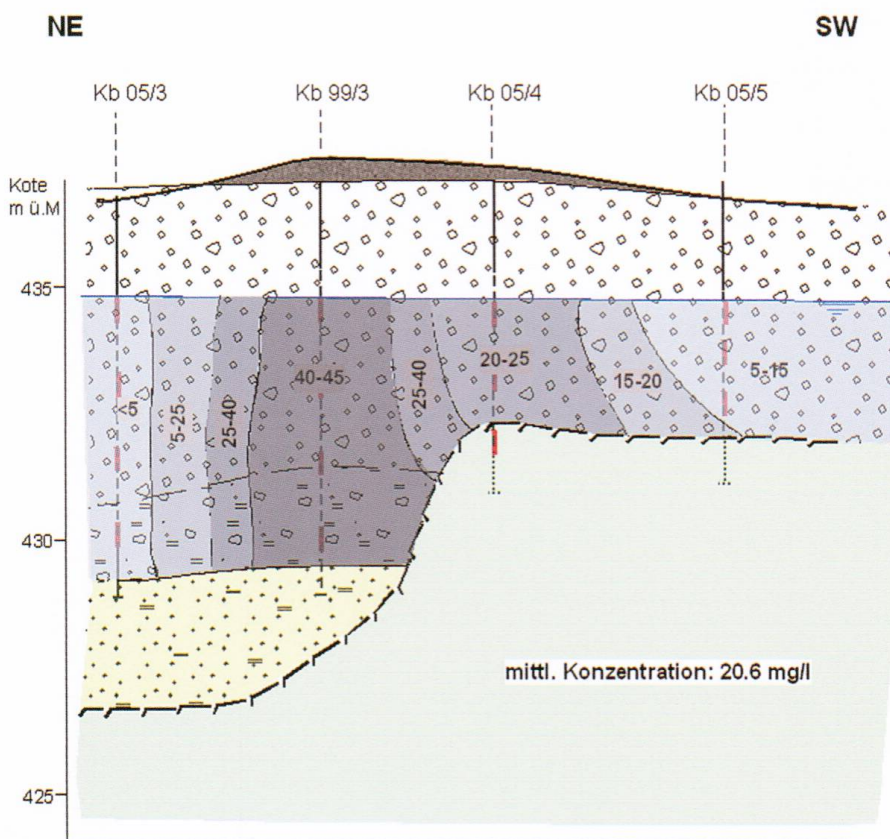 NE SW
Kb 05/3 Kb 99/3 Kb 05/4 Kb 05/5
Kote
m ü.M
435
<5
5-25
25-40
40-45
25-40
20-25
15-20
5-15
430
mittl. Konzentration: 20.6 mg/l
425